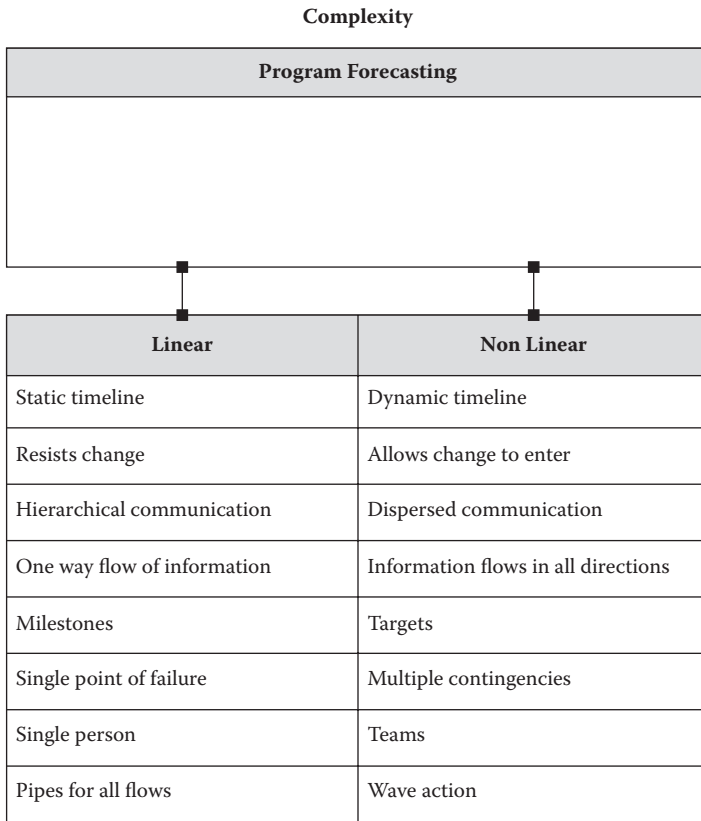 Complexity
Program Forecasting
Linear
Non Linear
Static timeline
Dynamic timeline
Resists change
Allows change to enter
Hierarchical communication
Dispersed communication
One way flow of information
Information flows in all directions
Milestones
Targets
Single point of failure
Multiple contingencies
Single person
Teams
Pipes for all flows
Wave action